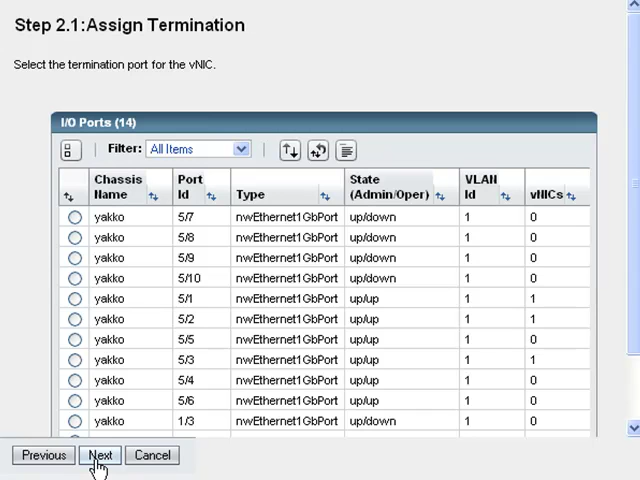 Step 2.1:Assign Termination
Select the termination port for the vNIC.
I/O Ports (14)
Filter: All Items
Chassis Name Port Id Type State (Admin/Oper) VLAN Id vNICs
yakko 5/7 nwEthernet1GbPort up/down 1 0
yakko 5/8 nwEthernet1GbPort up/down 1 0
yakko 5/9 nwEthernet1GbPort up/down 1 0
yakko 5/10 nwEthernet1GbPort up/down 1 0
yakko 5/1 nwEthernet1GbPort up/up 1 1
yakko 5/2 nwEthernet1GbPort up/up 1 1
yakko 5/5 nwEthernet1GbPort up/up 1 0
yakko 5/3 nwEthernet1GbPort up/up 1 1
yakko 5/4 nwEthernet1GbPort up/up 1 0
yakko 5/6 nwEthernet1GbPort up/up 1 0
yakko 1/3 nwEthernet1GbPort up/down 1 0
Previous Next Cancel